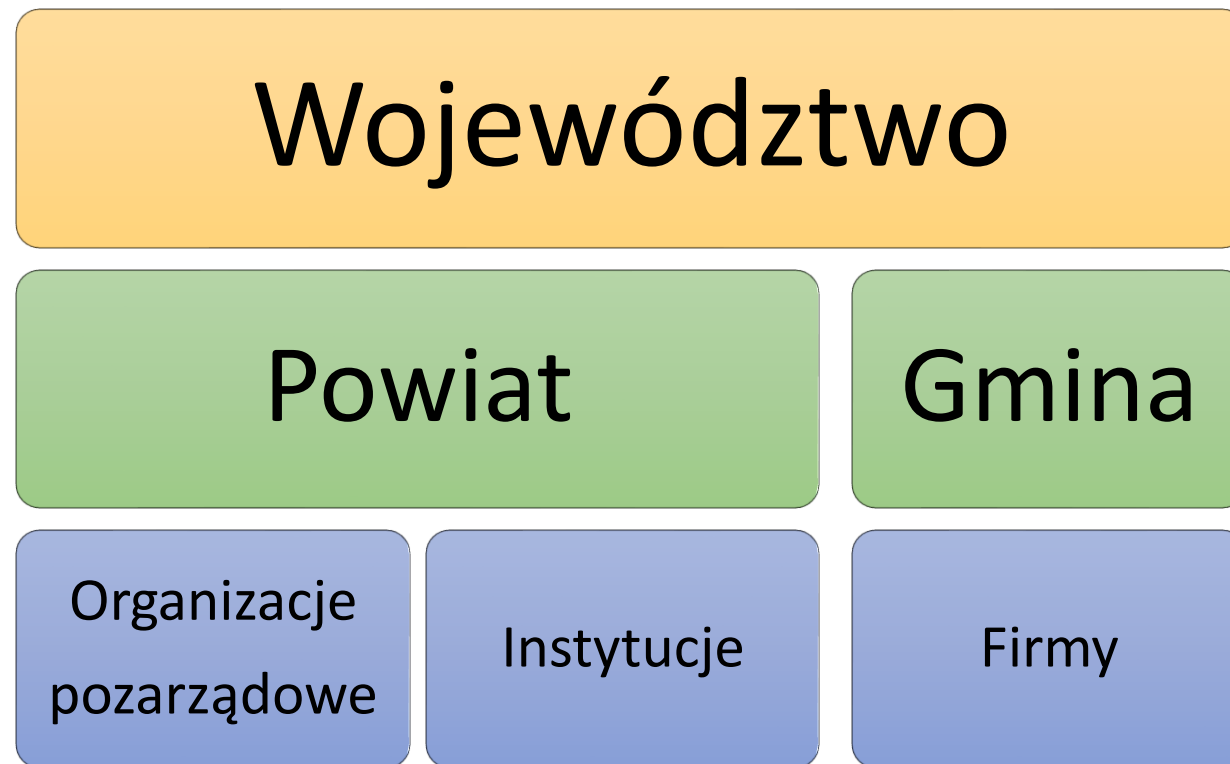 Województwo
Powiat
Gmina
Organizacje
pozarządowe
Instytucje
Firmy